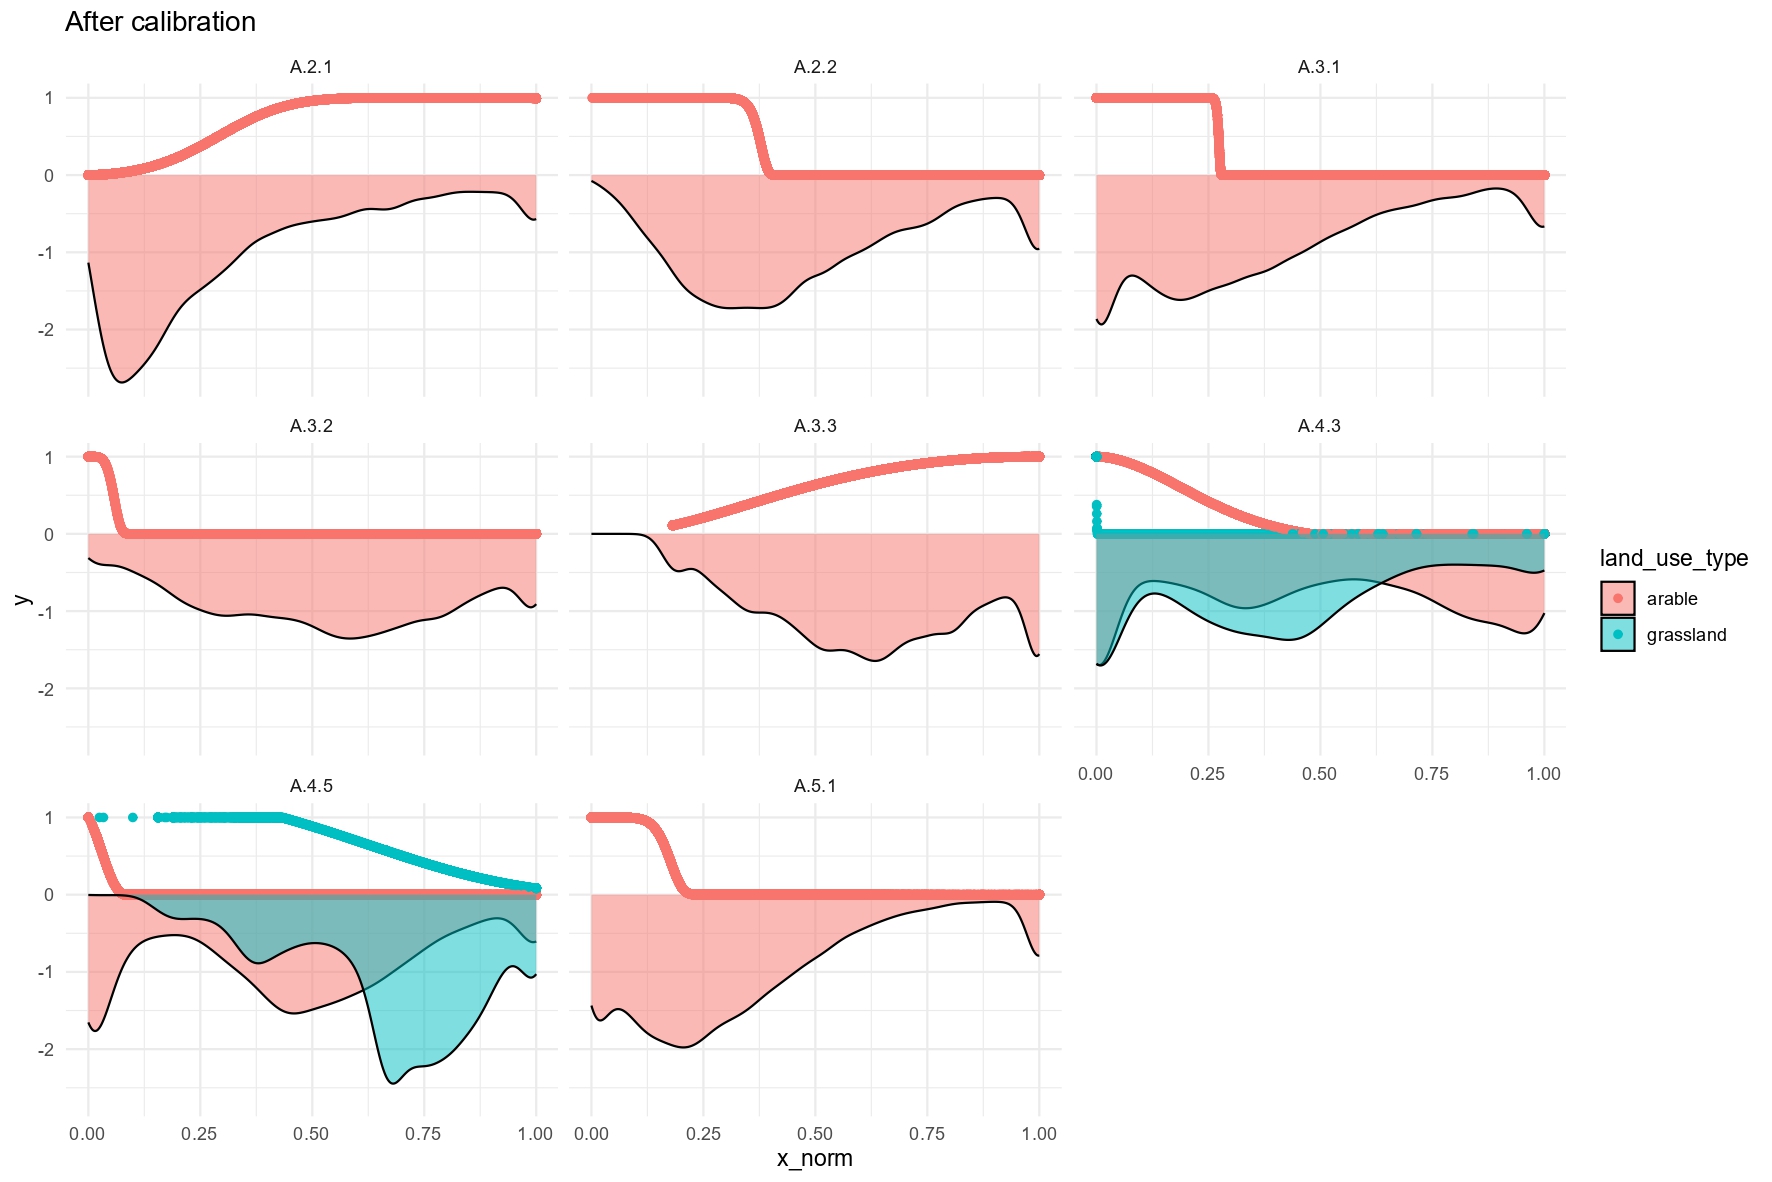 After calibration
A.2.1 A.2.2 A.3.1
1
0
-1
-2
A.3.2 A.3.3 A.4.3
1
0
-1
-2
0.00 0.25 0.50 0.75 1.00
land_use_type
arable
grassland
y
A.4.5 A.5.1
1
0
-1
-2
0.00 0.25 0.50 0.75 1.00 0.00 0.25 0.50 0.75 1.00
x_norm